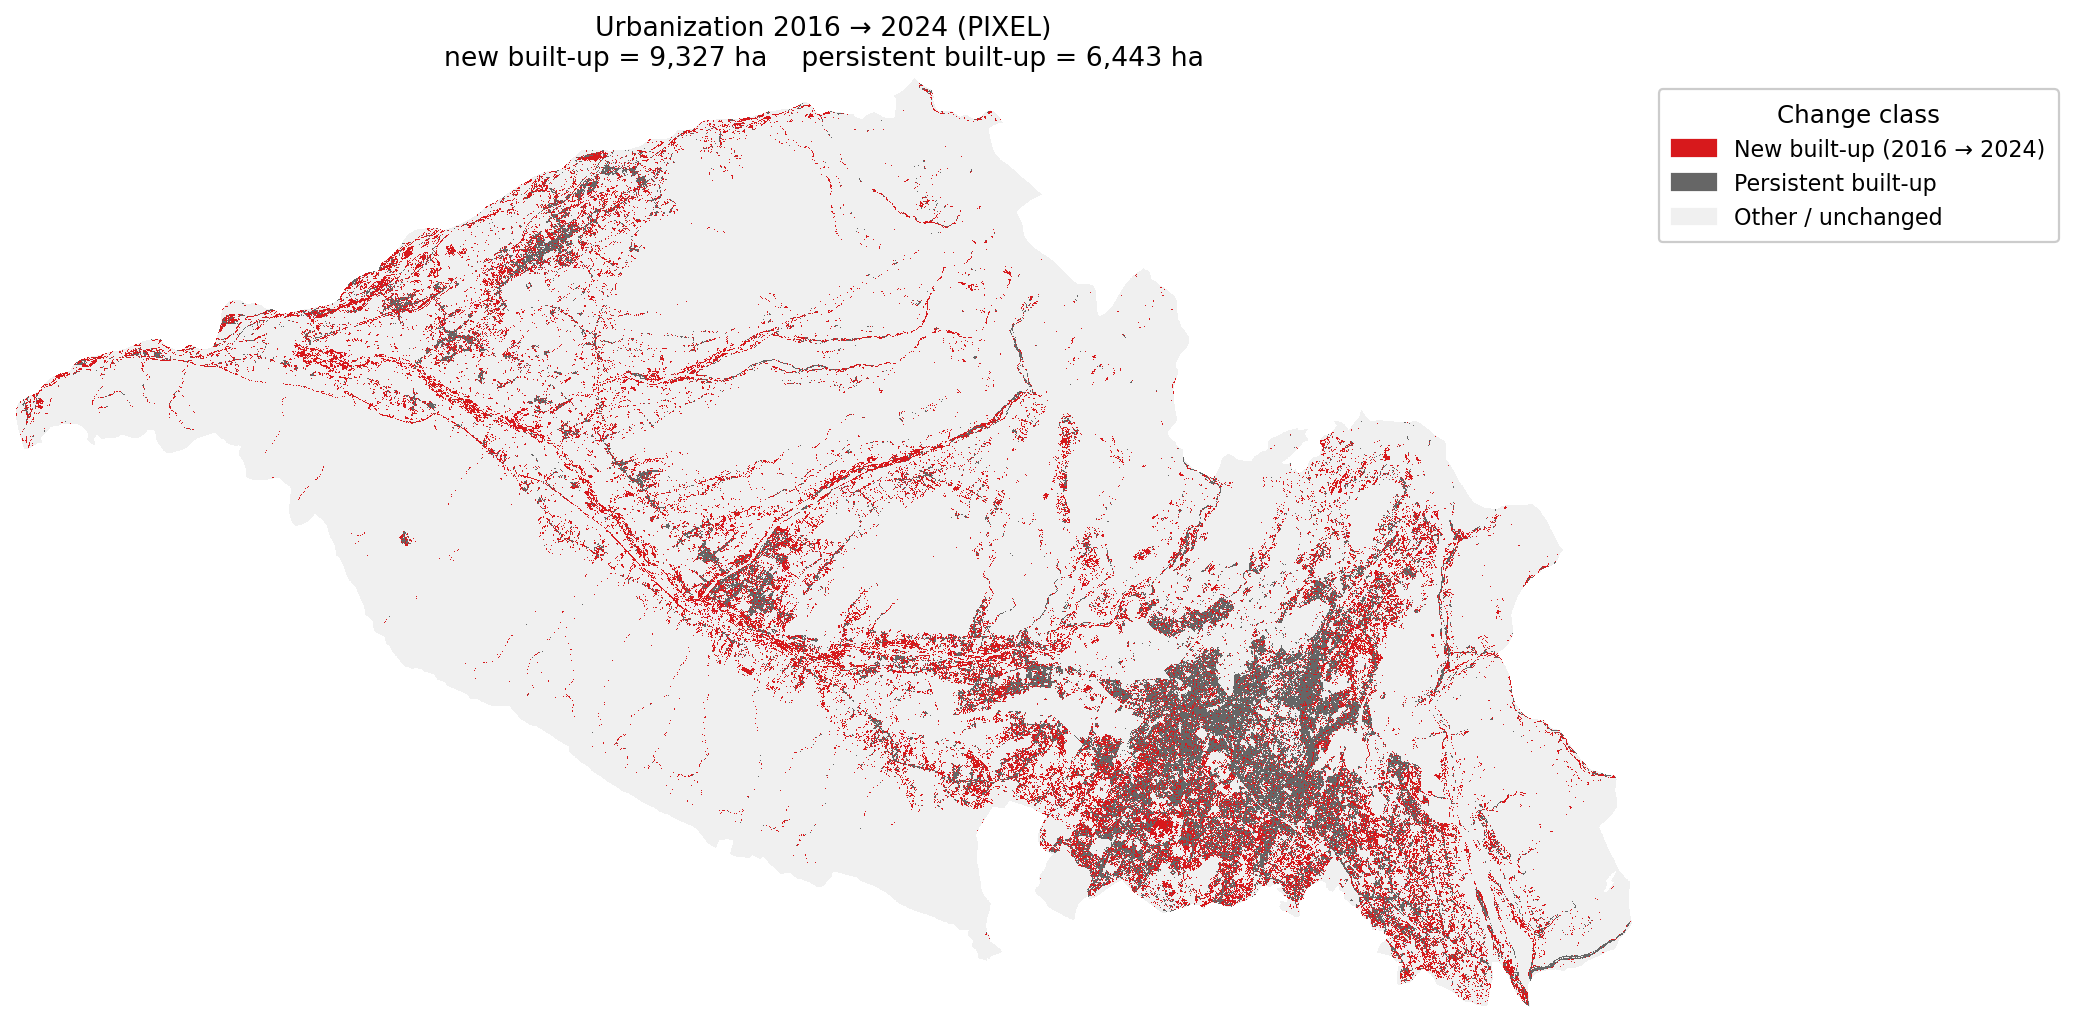 Urbanization 2016 → 2024 (PIXEL)
new built-up = 9,327 ha    persistent built-up = 6,443 ha
Change class
New built-up (2016 → 2024)
Persistent built-up
Other / unchanged